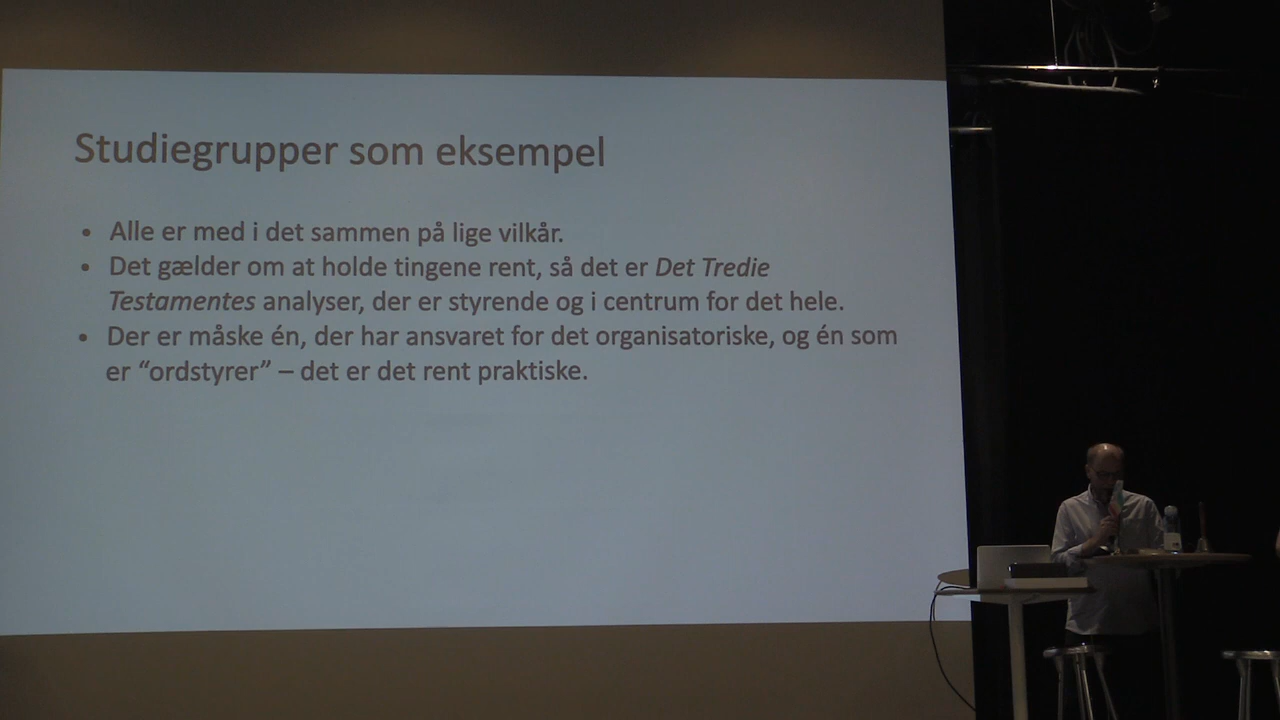 Studiegrupper som eksempel
• Alle er med i det sammen på lige vilkår.
• Det gælder om at holde tingene rent, så det er Det Tredie
Testamentes analyser, der er styrende og i centrum for det hele.
• Der er måske én, der har ansvaret for det organisatoriske, og én som
er “ordstyrer” – det er det rent praktiske.